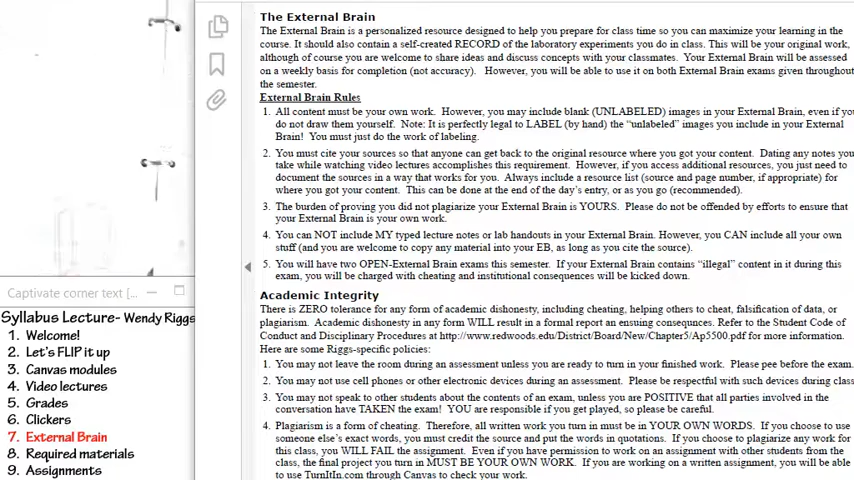 The External Brain
The External Brain is a personalized resource designed to help you prepare for class time so you can maximize your learning in the
course. It should also contain a self-created RECORD of the laboratory experiments you do in class. This will be your original work,
although of course you are welcome to share ideas and discuss concepts with your classmates. Your External Brain will be assessed
on a weekly basis for completion (not accuracy). However, you will be able to use it on both External Brain exams given throughout
the semester.
External Brain Rules
1. All content must be your own work. However, you may include blank (UNLABELED) images in your External Brain, even if you
do not draw them yourself. Note: It is perfectly legal to LABEL (by hand) the "unlabeled" images you include in your External
Brain! You must just do the work of labeling.
2. You must cite your sources so that anyone can get back to the original resource where you got your content. Dating any notes you
take while watching video lectures accomplishes this requirement. However, if you access additional resources, you just need to
document the sources in a way that works for you. Always include a resource list (source and page number, if appropriate) for
where you got your content. This can be done at the end of the day's entry, or as you go (recommended).
3. The burden of proving you did not plagiarize your External Brain is YOURS. Please do not be offended by efforts to ensure that
your External Brain is your own work.
4. You can NOT include MY typed lecture notes or lab handouts in your External Brain. However, you CAN include all your own
stuff (and you are welcome to copy any material into your EB, as long as you cite the source).
5. You will have two OPEN-External Brain exams this semester. If your External Brain contains "illegal" content in it during this
exam, you will be charged with cheating and institutional consequences will be kicked down.
Academic Integrity
There is ZERO tolerance for any form of academic dishonesty, including cheating, helping others to cheat, falsification of data, or
plagiarism. Academic dishonesty in any form WILL result in a formal report an ensuing consequnces. Refer to the Student Code of
Conduct and Disciplinary Procedures at http://www.redwoods.edu/District/Board/New/Chapter5/Ap5500.pdf for more information.
Here are some Riggs-specific policies:
1. You may not leave the room during an assessment unless you are ready to turn in your finished work. Please pee before the exam.
2. You may not use cell phones or other electronic devices during an assessment. Please be respectful with such devices during class
3. You may not speak to other students about the contents of an exam, unless you are POSITIVE that all parties involved in the
conversation have TAKEN the exam! YOU are responsible if you get played, so please be careful.
4. Plagiarism is a form of cheating. Therefore, all written work you turn in must be in YOUR OWN WORDS. If you choose to use
someone else's exact words, you must credit the source and put the words in quotations. If you choose to plagiarize any work for
this class, you WILL FAIL the assignment. Even if you have permission to work on an assignment with other students from the
class, the final project you turn in MUST BE YOUR OWN WORK. If you are working on a written assignment, you will be able
to use TurnItIn.com through Canvas to check your work.
Captivate corner text [...
Syllabus Lecture- Wendy Riggs
1. Welcome!
2. Let's FLIP it up
3. Canvas modules
4. Video lectures
5. Grades
6. Clickers
7. External Brain
8. Required materials
9. Assignments